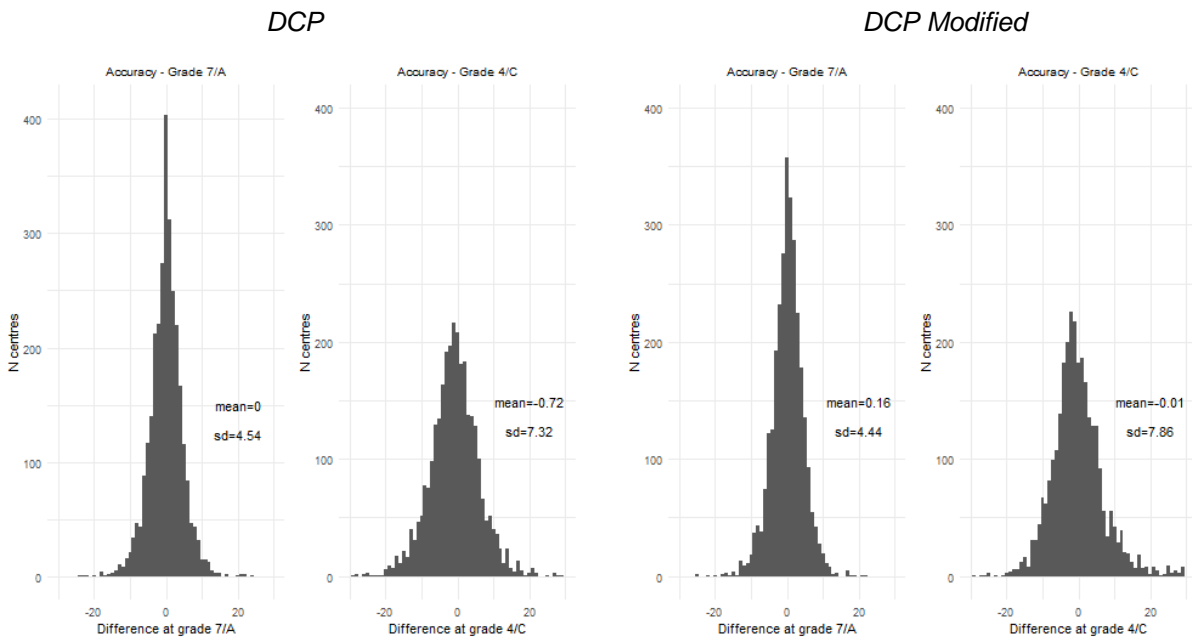 DCP
DCP Modified
Accuracy - Grade 7/A
Accuracy - Grade 4/C
Accuracy - Grade 7/A
Accuracy - Grade 4/C
N centres
400
300
200
100
0
mean=0
sd=4.54
-20 0 20
Difference at grade 7/A
N centres
400
300
200
100
0
mean=-0.72
sd=7.32
-20 0 20
Difference at grade 4/C
N centres
400
300
200
100
0
mean=0.16
sd=4.44
-20 0 20
Difference at grade 7/A
N centres
400
300
200
100
0
mean=-0.01
sd=7.86
-20 0 20
Difference at grade 4/C